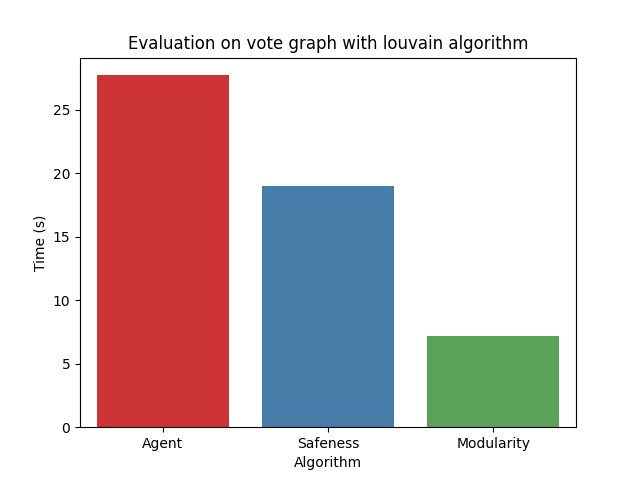 Evaluation on vote graph with louvain algorithm
Time (s)
25
20
15
10
5
0
Agent
Safeness
Modularity
Algorithm